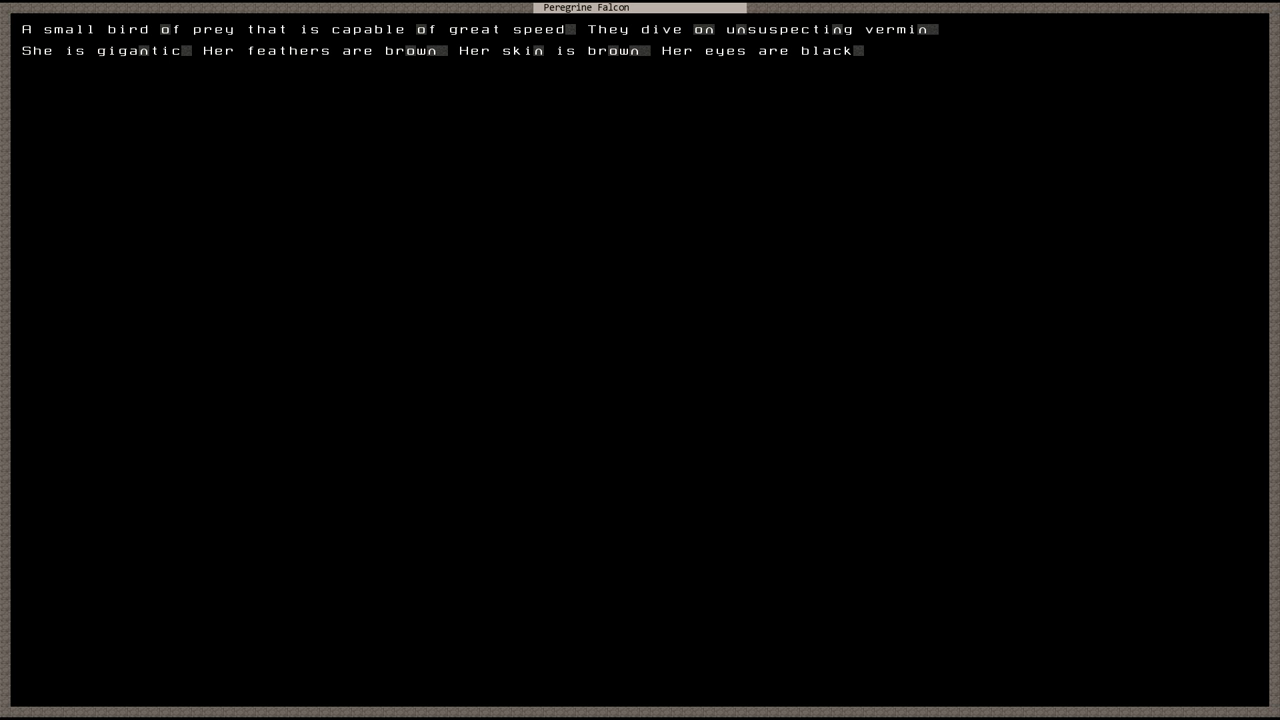 Peregrine Falcon
A small bird of prey that is capable of great speed. They dive on unsuspecting vermin.
She is gigantic. Her feathers are brown. Her skin is brown. Her eyes are black.